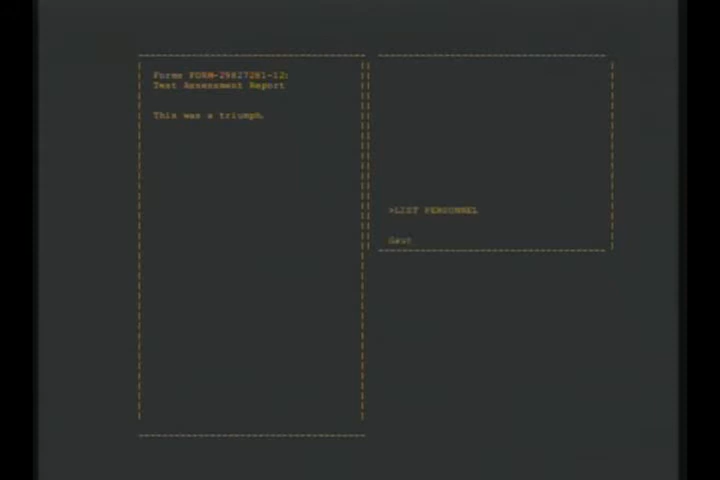 Forms FORM-29827281-12:
Test Assessment Report
This was a triumph.
>LIST PERSONNEL